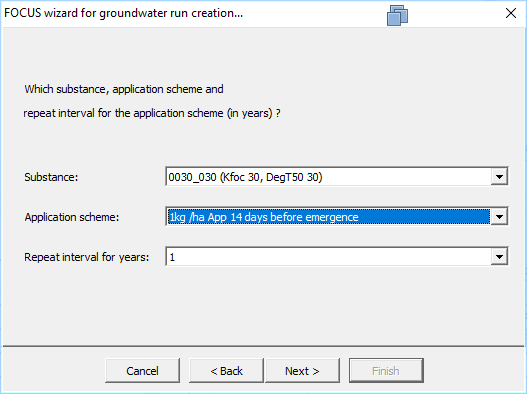 FOCUS wizard for groundwater run creation...
Which substance, application scheme and
repeat interval for the application scheme (in years) ?
Substance:
0030_030 (Kfoc 30, DegT50 30)
Application scheme:
1kg /ha App 14 days before emergence
Repeat interval for years:
1
Cancel
< Back
Next >
Finish